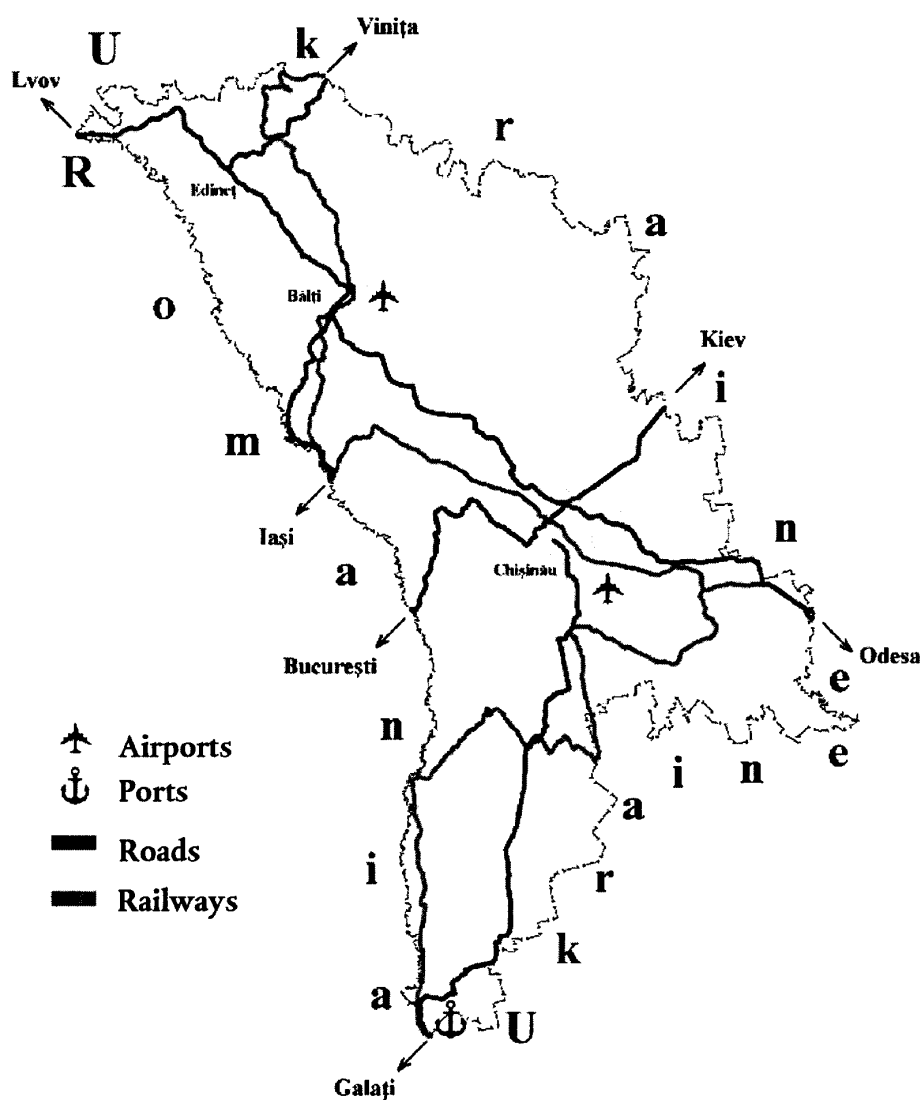 Vinița
U k
Lvov
r
R
Edineț
a
o
Bălți
Kiev
i
m
Iași
n
a
Chișinău
București
Odesa
e
n
Airports
i n e
Ports
a
Roads
i
r
Railways
k
a
U
Galați